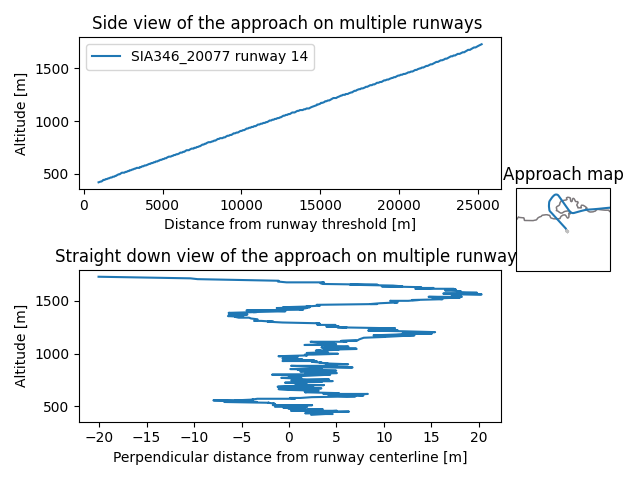 Side view of the approach on multiple runways
SIA346_20077 runway 14
1500
1000
500
Altitude [m]
0 5000 10000 15000 20000 25000
Distance from runway threshold [m]
Approach map
Straight down view of the approach on multiple runway
1500
1000
500
Altitude [m]
−20 −15 −10 −5 0 5 10 15 20
Perpendicular distance from runway centerline [m]